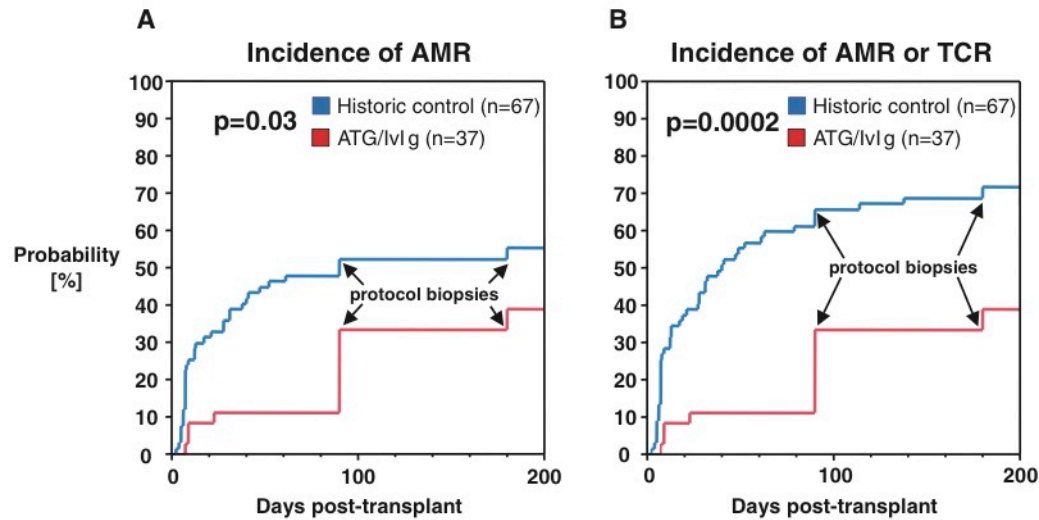 A
Incidence of AMR
100
90
80
70
60
50
40
30
20
10
0
Probability
[%]
p=0.03
Historic control (n=67)
ATG/IvIg (n=37)
protocol biopsies
0
100
200
Days post-transplant
B
Incidence of AMR or TCR
100
90
80
70
60
50
40
30
20
10
0
p=0.0002
Historic control (n=67)
ATG/IvIg (n=37)
protocol biopsies
0
100
200
Days post-transplant